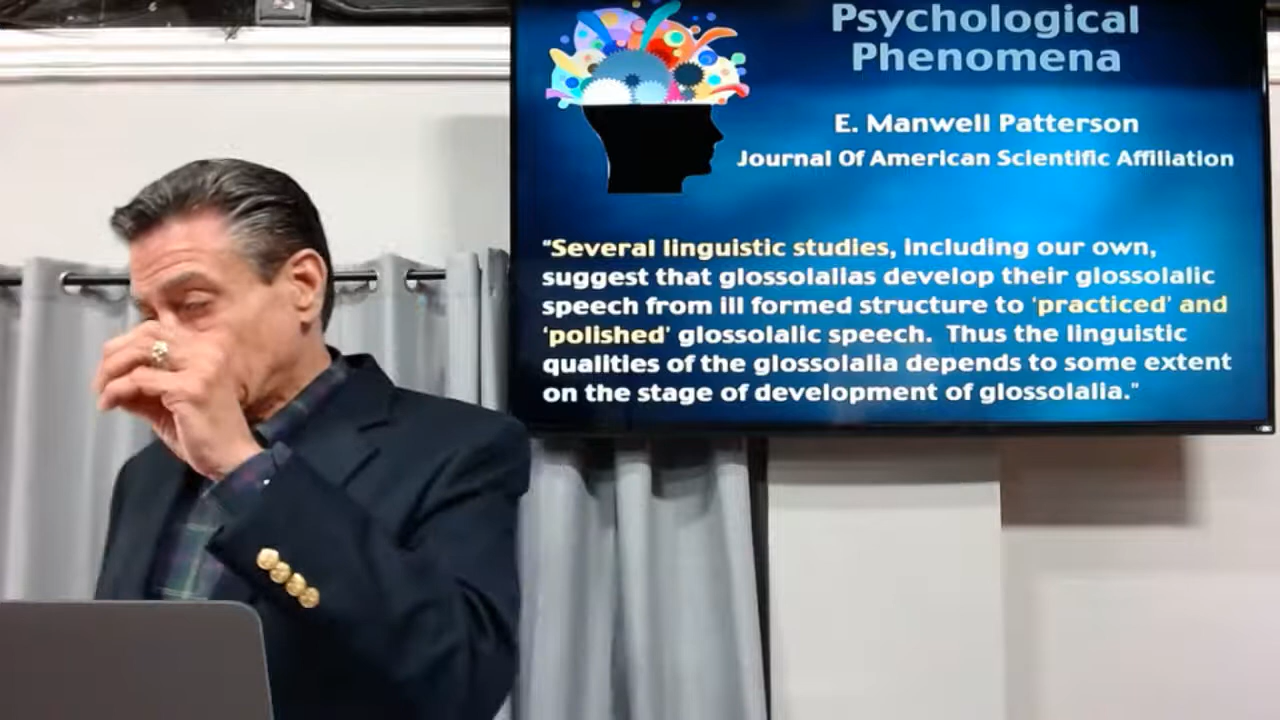 Psychological
Phenomena
E. Manwell Patterson
Journal Of American Scientific Affiliation
"Several linguistic studies, including our own,
suggest that glossolalias develop their glossolalic
speech from ill formed structure to 'practiced' and
'polished' glossolalic speech. Thus the linguistic
qualities of the glossolalia depends to some extent
on the stage of development of glossolalia."